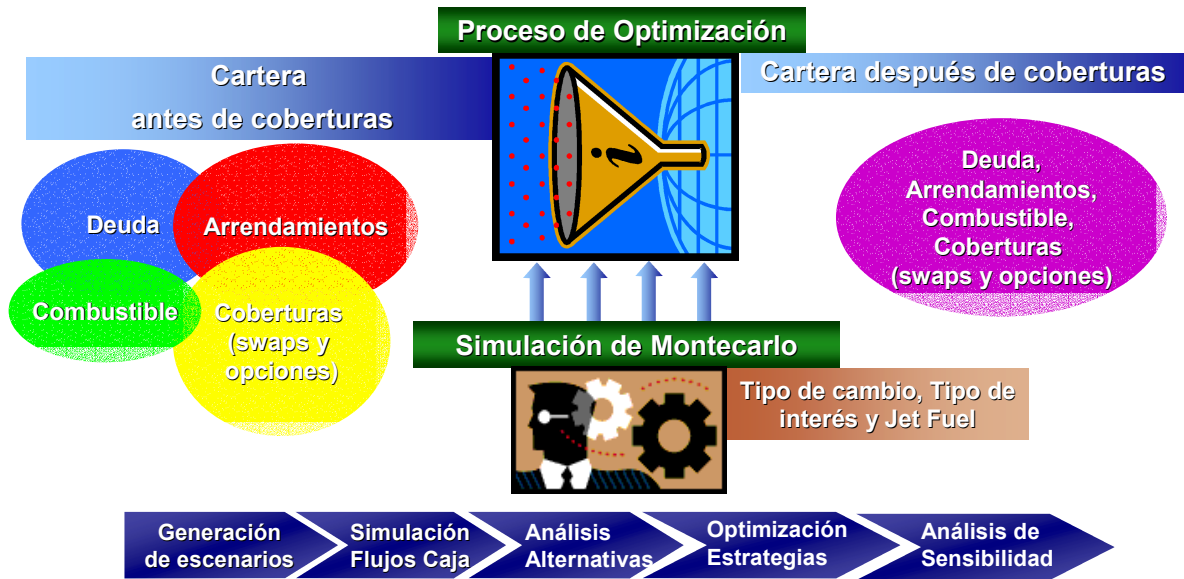 Proceso de Optimización
Cartera
antes de coberturas
Cartera después de coberturas
i
Deuda
Arrendamientos
Combustible
Coberturas
(swaps y
opciones)
Deuda,
Arrendamientos,
Combustible,
Coberturas
(swaps y opciones)
Simulación de Montecarlo
Tipo de cambio, Tipo de
interés y Jet Fuel
Generación
de escenarios
Simulación
Flujos Caja
Análisis
Alternativas
Optimización
Estrategias
Análisis de
Sensibilidad